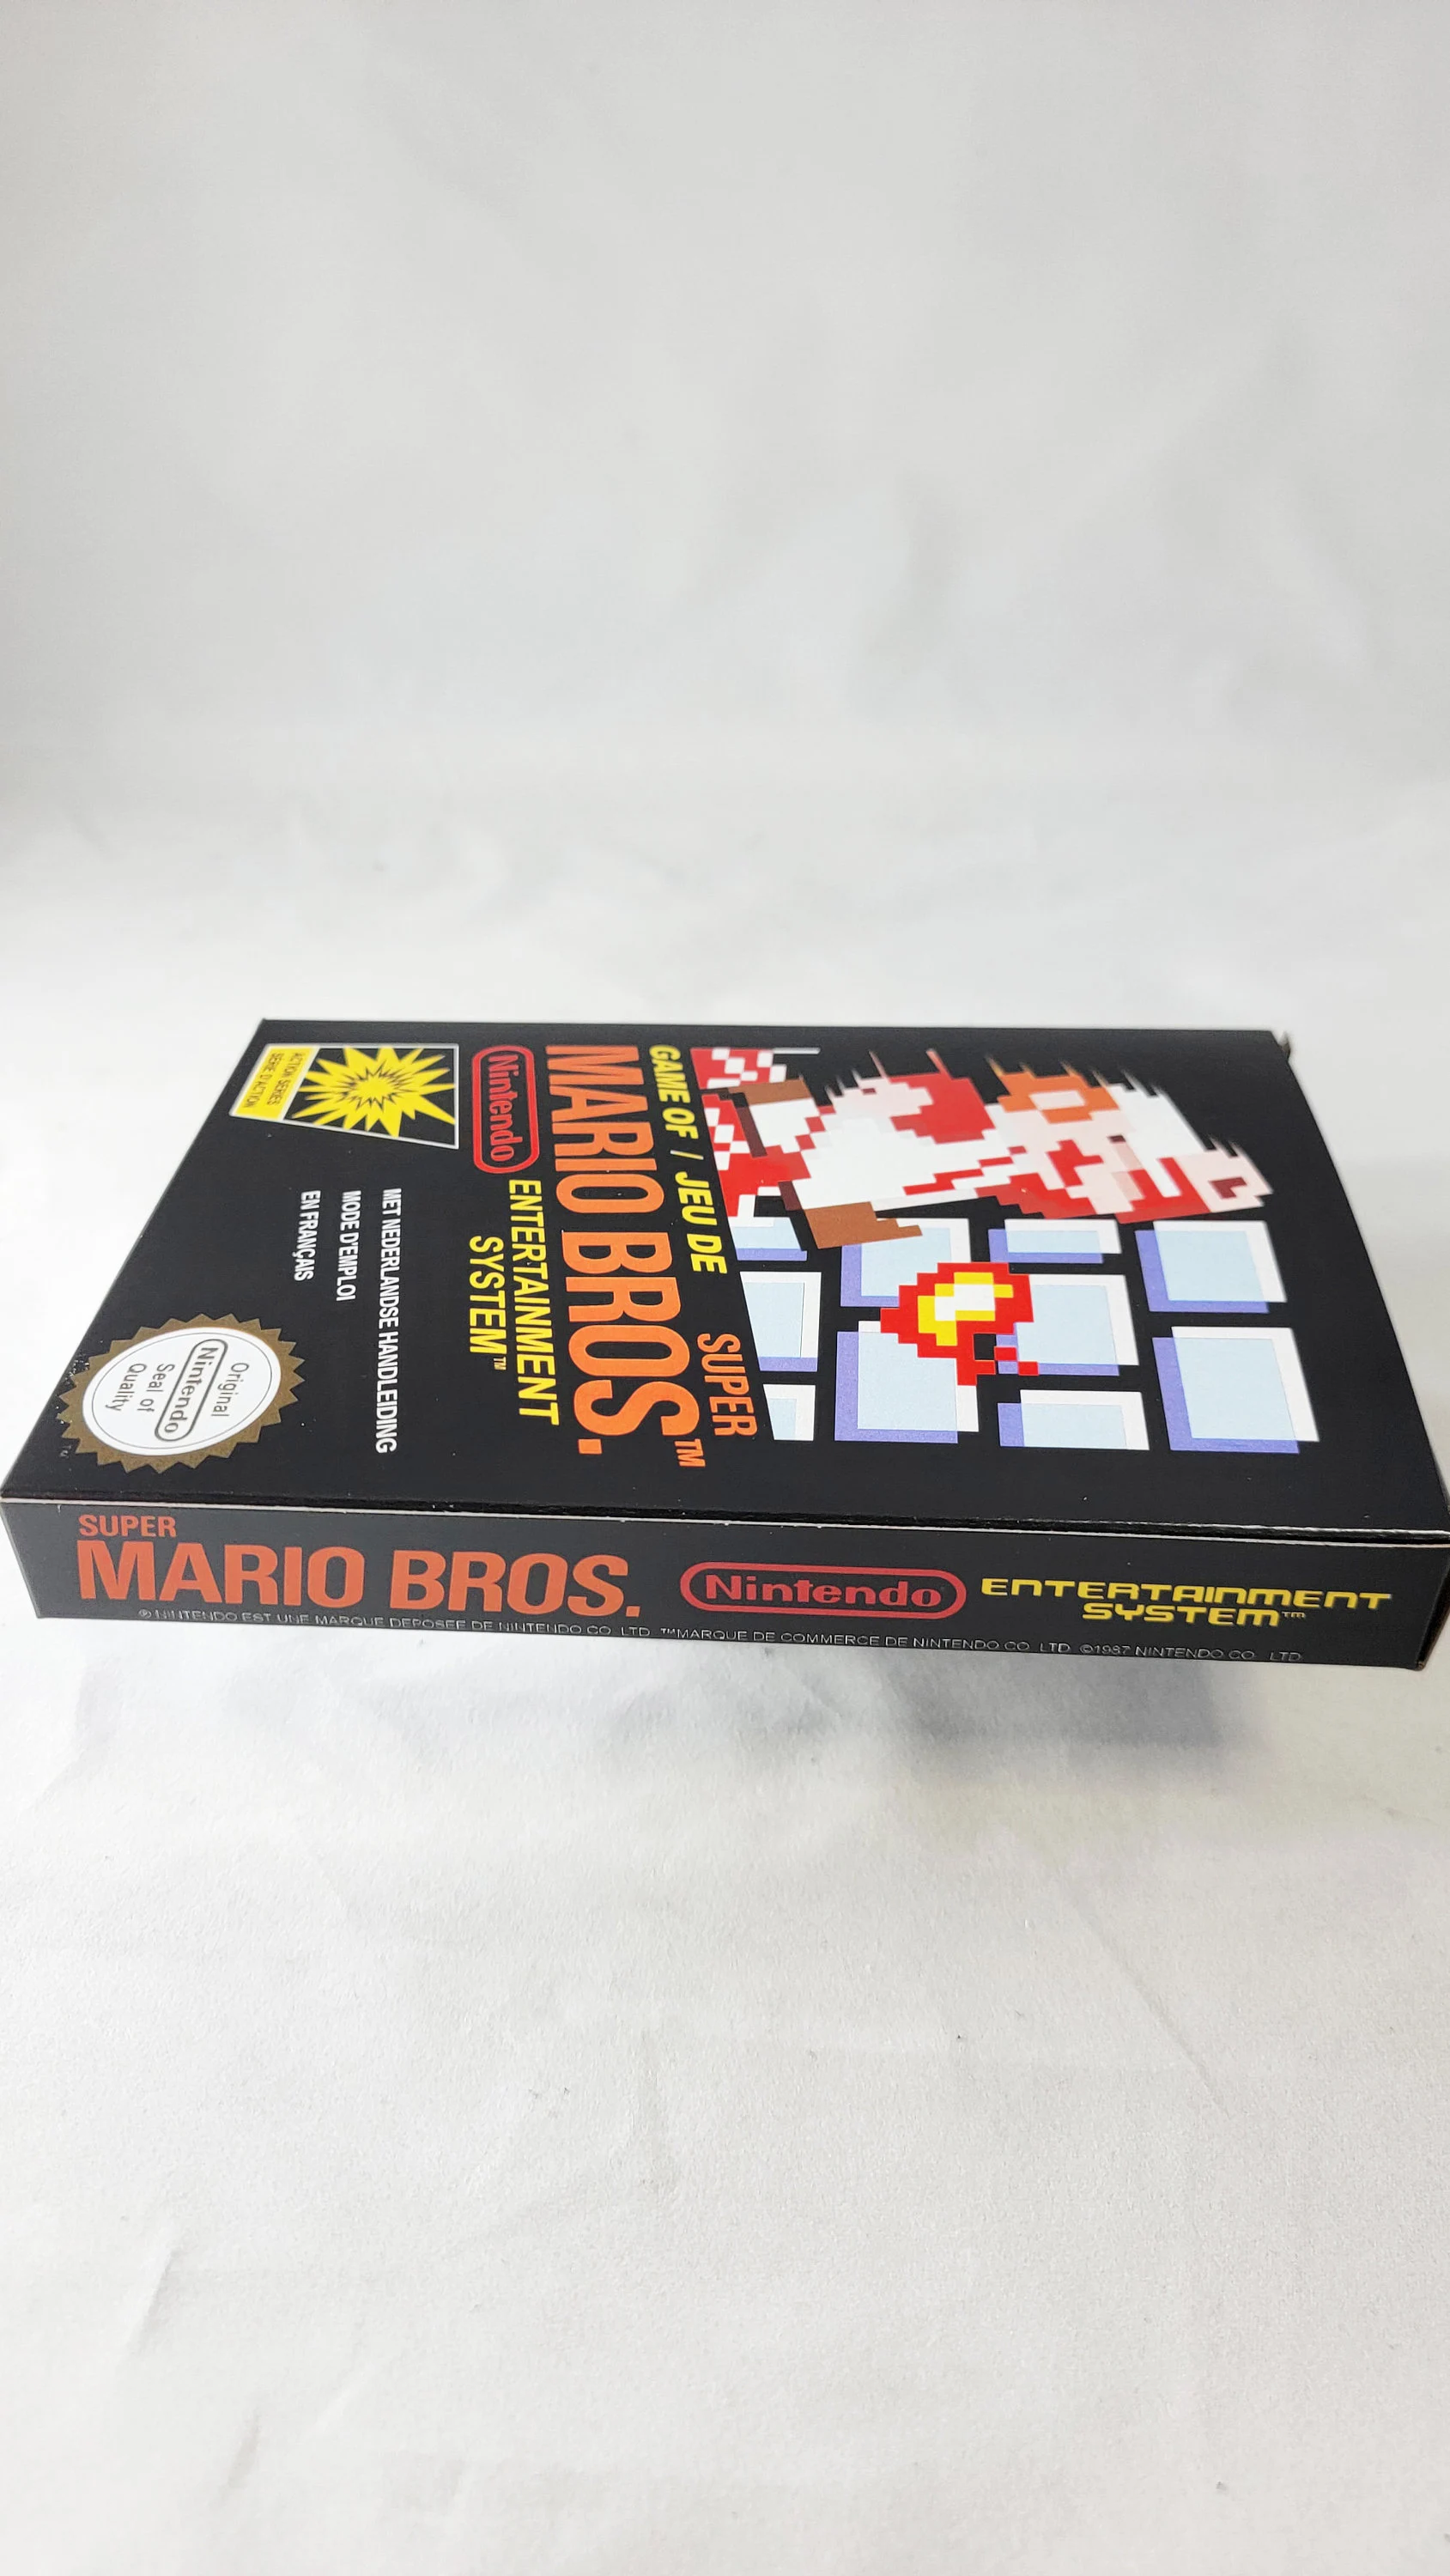 SUPER
MARIO BROS.™
GAME OF / JEU DE
Nintendo
ENTERTAINMENT
SYSTEM™
MET NEDERLANDSE HANDLEIDING
MODE D'EMPLOI
EN FRANÇAIS
ACTION SERIES
SERIE D'ACTION
Original
Nintendo
Seal of
Quality
TM
SUPER
MARIO BROS.
Nintendo®
ENTERTAINMENT
SYSTEM™
® NINTENDO EST UNE MARQUE DEPOSEE DE NINTENDO CO. LTD. ™MARQUE DE COMMERCE DE NINTENDO CO. LTD. ©1987 NINTENDO CO. LTD.